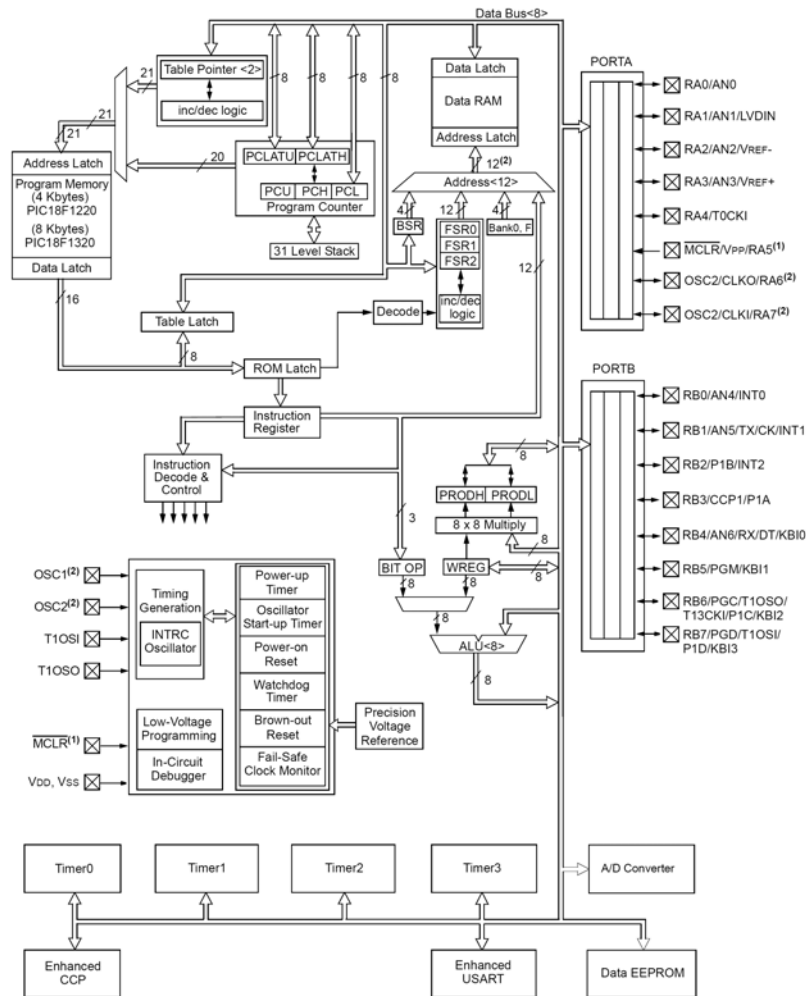 Data Bus<8>
PORTA
21
Table Pointer <2>
inc/dec logic
8
8
8
8
Data Latch
Data RAM
Address Latch
RA0/AN0
RA1/AN1/LVDIN
RA2/AN2/VREF-
RA3/AN3/VREF+
RA4/T0CKI
MCLR/VPP/RA5(1)
OSC2/CLKO/RA6(2)
OSC2/CLKI/RA7(2)
21
21
20
Address Latch
Program Memory
(4 Kbytes)
PIC18F1220
(8 Kbytes)
PIC18F1320
Data Latch
PCLATU PCLATH
PCU PCH PCL
Program Counter
31 Level Stack
12(2)
Address<12>
4
12
4
BSR
FSR0
FSR1
FSR2
Bank0, F
inc/dec
logic
12
16
Table Latch
8
Decode
ROM Latch
Instruction
Register
Instruction
Decode &
Control
PORTB
RB0/AN4/INT0
RB1/AN5/TX/CK/INT1
RB2/P1B/INT2
RB3/CCP1/P1A
RB4/AN6/RX/DT/KBI0
RB5/PGM/KBI1
RB6/PGC/T1OSO/
T13CKI/P1C/KBI2
RB7/PGD/T1OSI/
P1D/KBI3
8
PRODH PRODL
8 x 8 Multiply
3
8
BIT OP
WREG
8
8
8
8
ALU<8>
8
OSC1(2)
OSC2(2)
T1OSI
T1OSO
MCLR(1)
VDD, VSS
Timing
Generation
INTRC
Oscillator
Low-Voltage
Programming
In-Circuit
Debugger
Power-up
Timer
Oscillator
Start-up Timer
Power-on
Reset
Watchdog
Timer
Brown-out
Reset
Fail-Safe
Clock Monitor
Precision
Voltage
Reference
Timer0
Timer1
Timer2
Timer3
A/D Converter
Enhanced
CCP
Enhanced
USART
Data EEPROM